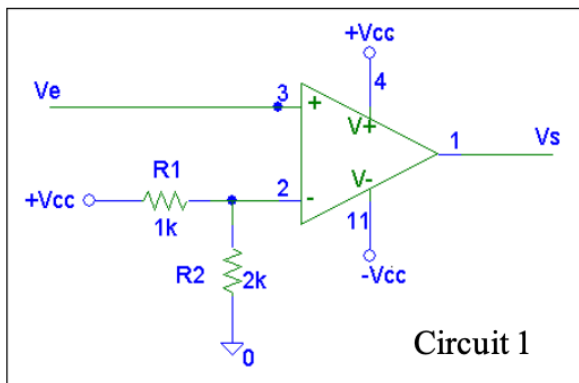 +Vcc
4
Ve
3
+
V+
1
Vs
R1
2
-
V-
+Vcc
1k
11
R2
2k
-Vcc
0
Circuit 1